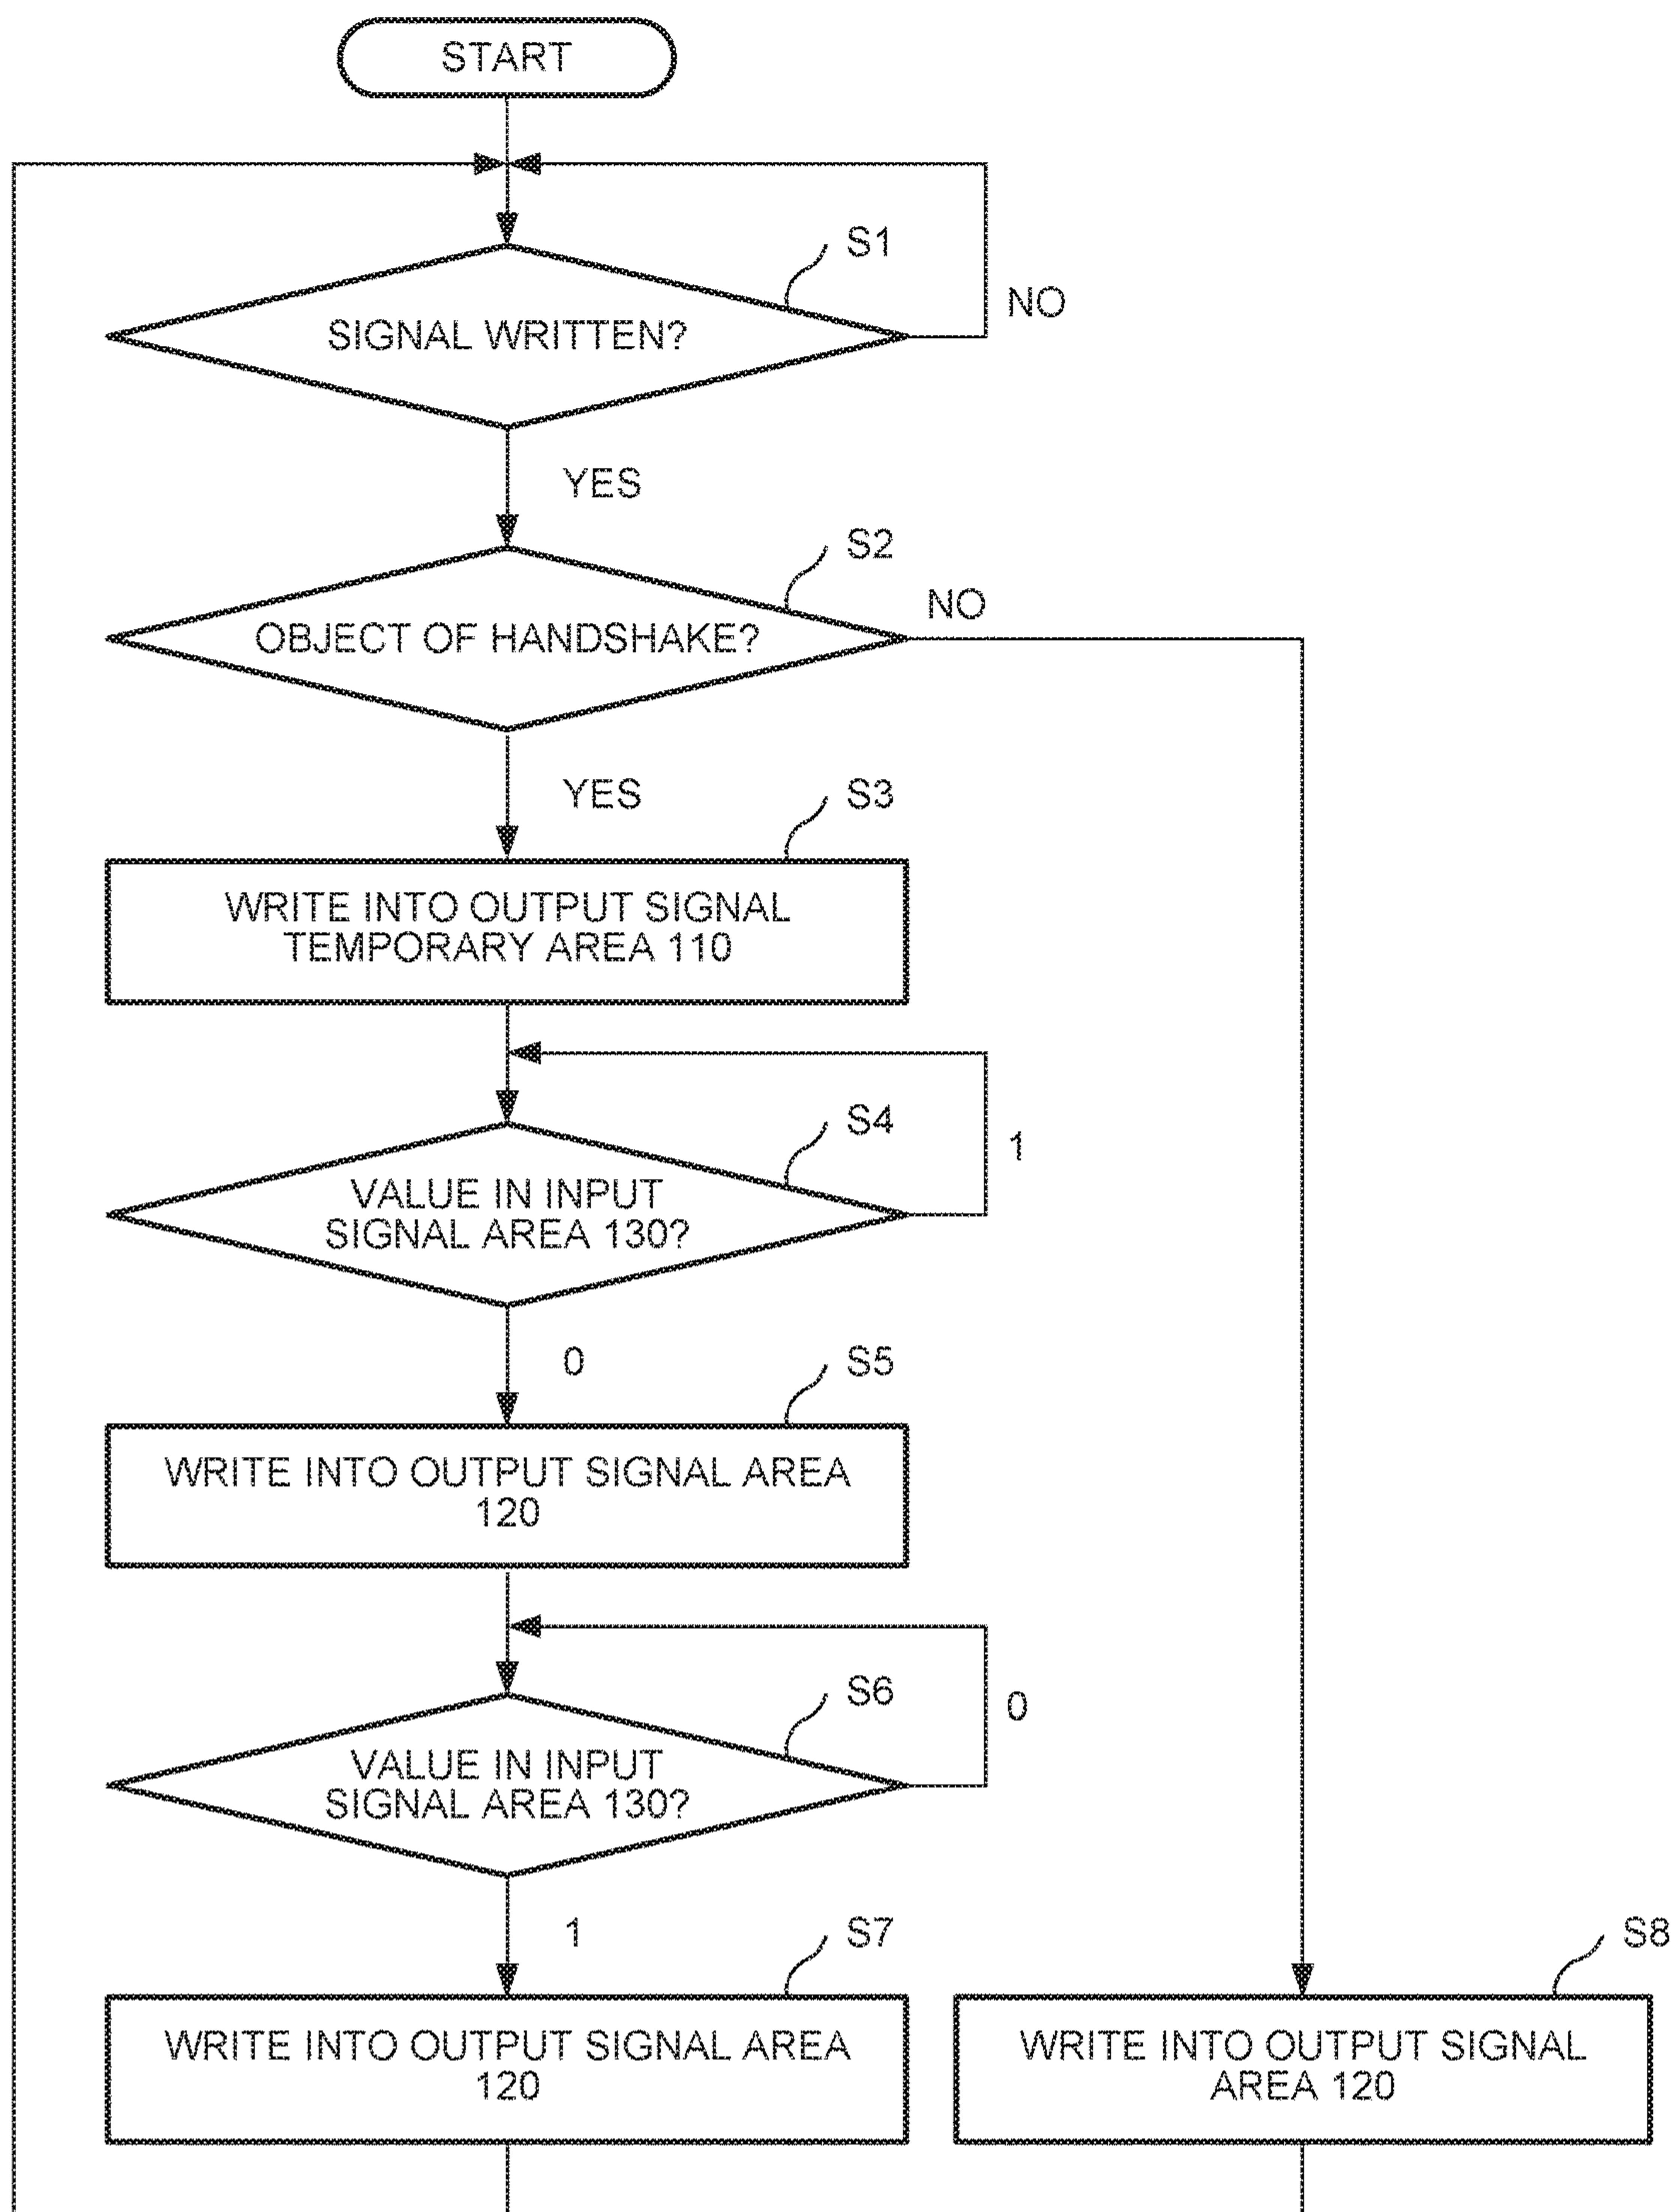 START
S1
NO
SIGNAL WRITTEN?
YES
S2
NO
OBJECT OF HANDSHAKE?
YES
S3
WRITE INTO OUTPUT SIGNAL
TEMPORARY AREA 110
S4
1
VALUE IN INPUT
SIGNAL AREA 130?
0
S5
WRITE INTO OUTPUT SIGNAL AREA
120
S6
0
VALUE IN INPUT
SIGNAL AREA 130?
1
S7
S8
WRITE INTO OUTPUT SIGNAL AREA
120
WRITE INTO OUTPUT SIGNAL
AREA 120